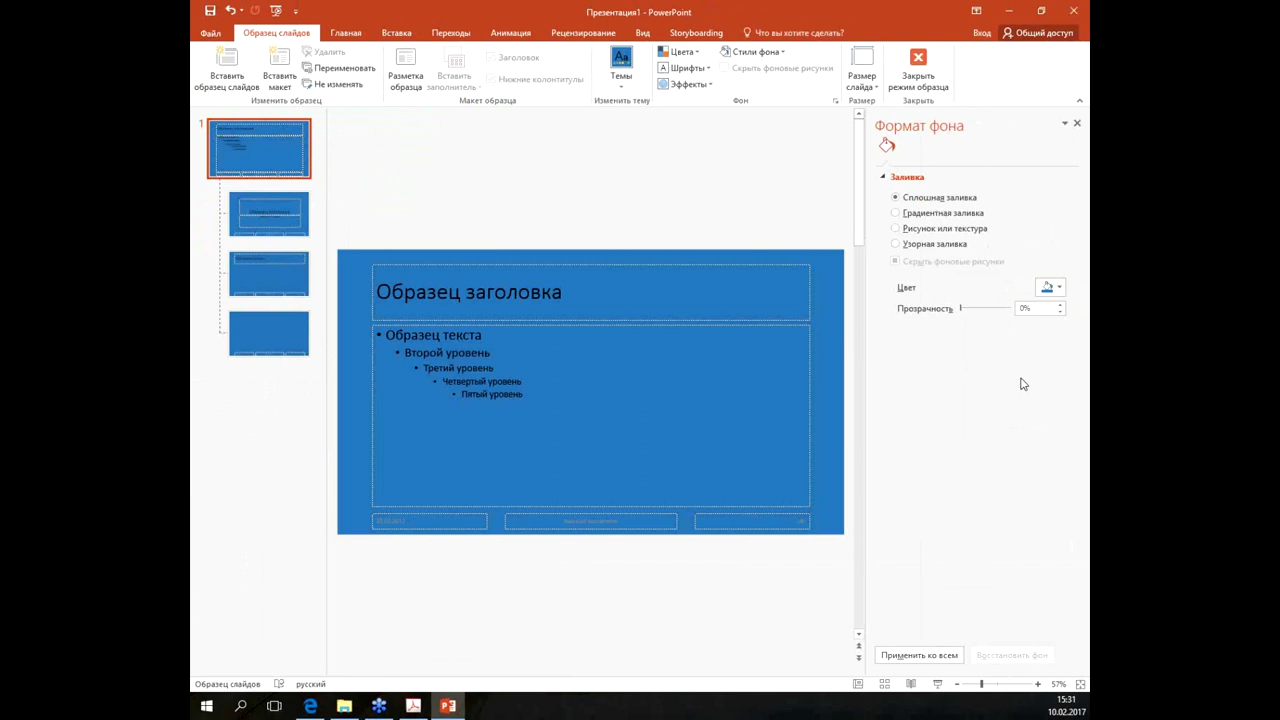 Презентация1 - PowerPoint
Файл Образец слайдов Главная Вставка Переходы Анимация Рецензирование Вид Storyboarding Что вы хотите сделать? Вход Общий доступ
Вставить образец слайдов
Вставить макет
Удалить
Переименовать
Не изменять
Изменить образец
Разметка образца
Вставить заполнитель
Заголовок
Нижние колонтитулы
Макет образца
Aa
Темы
Изменить тему
Цвета
Шрифты
Эффекты
Стили фона
Скрыть фоновые рисунки
Фон
Размер слайда
Размер
Закрыть режим образца
Закрыть
1
Образец заголовка
• Образец текста
• Второй уровень
• Третий уровень
• Четвертый уровень
• Пятый уровень
Формат фона
Заливка
Сплошная заливка
Градиентная заливка
Рисунок или текстура
Узорная заливка
Скрыть фоновые рисунки
Цвет
Прозрачность 0%
Применить ко всем Восстановить фон
Образец слайдов русский 57%
15:31
10.02.2017